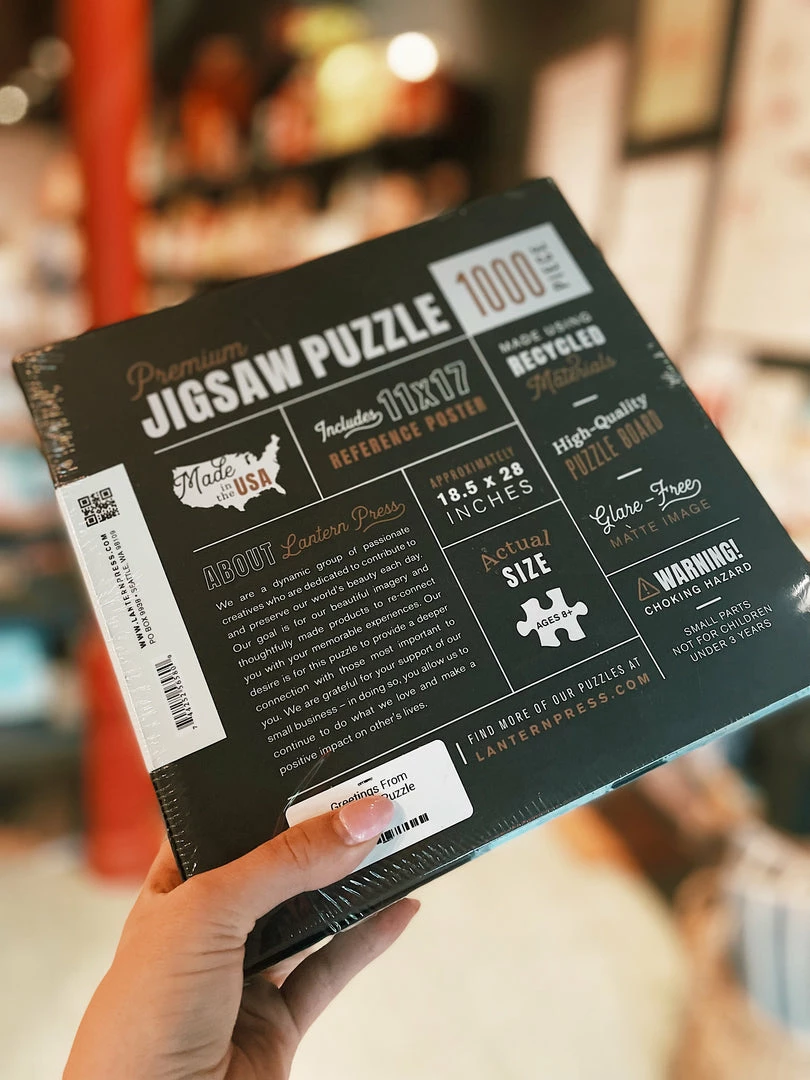 Premium
JIGSAW PUZZLE
1000
PIECE
Made
in
the USA
Includes 11x17
REFERENCE POSTER
MADE USING
RECYCLED
Materials
High-Quality
PUZZLE BOARD
Glare-Free
MATTE IMAGE
APPROXIMATELY
18.5 x 28
INCHES
Actual
SIZE
AGES 8+
WARNING!
CHOKING HAZARD
SMALL PARTS
NOT FOR CHILDREN
UNDER 3 YEARS
ABOUT Lantern Press
We are a dynamic group of passionate
creatives who are dedicated to contribute to
and preserve our world's beauty each day.
Our goal is for our beautiful imagery and
thoughtfully made products to re-connect
you with your memorable experiences. Our
desire is for this puzzle to provide a deeper
connection with those most important to
you. We are grateful for your support of our
small business – in doing so, you allow us to
continue to do what we love and make a
positive impact on other's lives.
FIND MORE OF OUR PUZZLES AT
LANTERNPRESS.COM
WWW.LANTERNPRESS.COM
PO BOX 9938 • SEATTLE, WA 98109
Greetings From
Puzzle